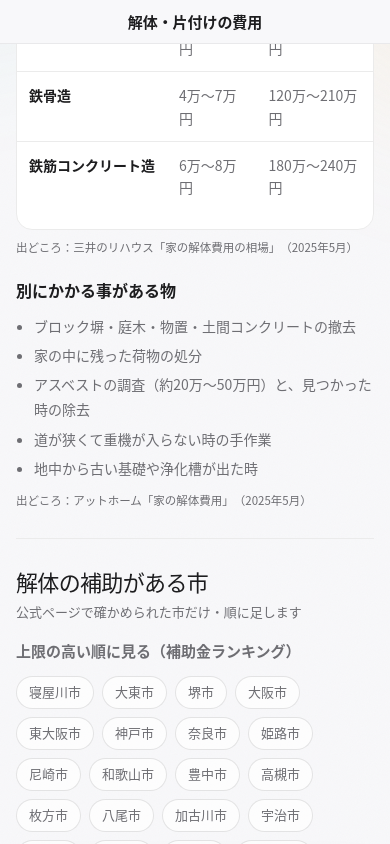 解体・片付けの費用
円 円
鉄骨造 4万〜7万 120万〜210万
円 円
鉄筋コンクリート造 6万〜8万 180万〜240万
円 円
出どころ：三井のリハウス「家の解体費用の相場」（2025年5月）
別にかかる事がある物
• ブロック塀・庭木・物置・土間コンクリートの撤去
• 家の中に残った荷物の処分
• アスベストの調査（約20万〜50万円）と、見つかった
時の除去
• 道が狭くて重機が入らない時の手作業
• 地中から古い基礎や浄化槽が出た時
出どころ：アットホーム「家の解体費用」（2025年5月）
解体の補助がある市
公式ページで確かめられた市だけ・順に足します
上限の高い順に見る（補助金ランキング）
寝屋川市 大東市 堺市 大阪市
東大阪市 神戸市 奈良市 姫路市
尼崎市 和歌山市 豊中市 高槻市
枚方市 八尾市 加古川市 宇治市